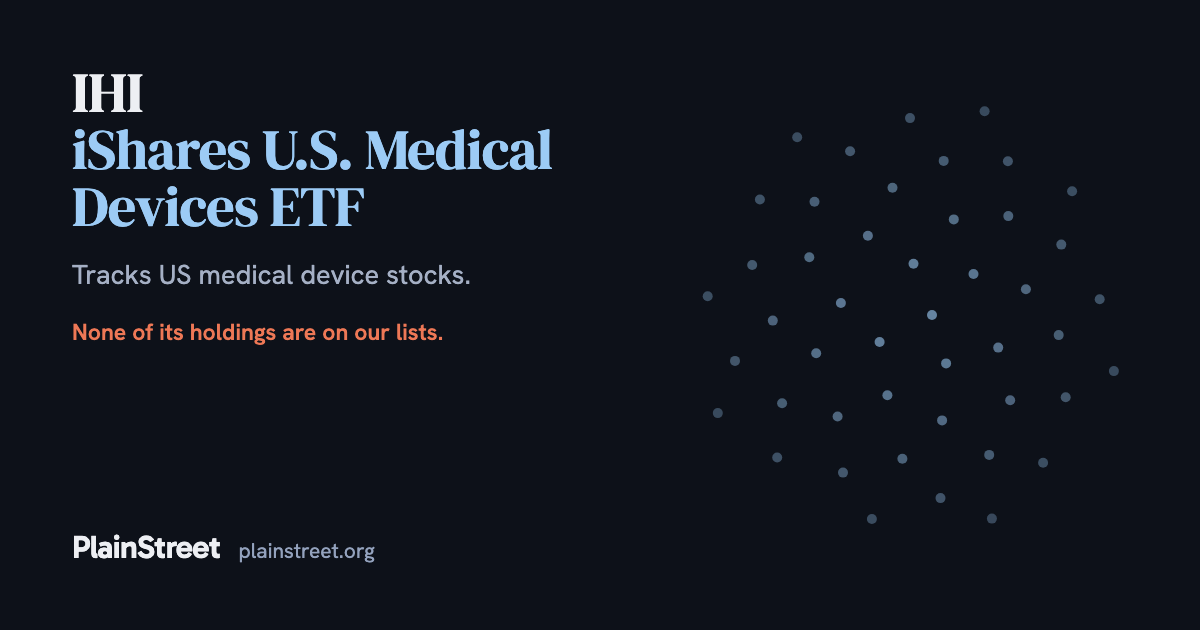 IHI
iShares U.S. Medical
Devices ETF
Tracks US medical device stocks.
None of its holdings are on our lists.
PlainStreet plainstreet.org